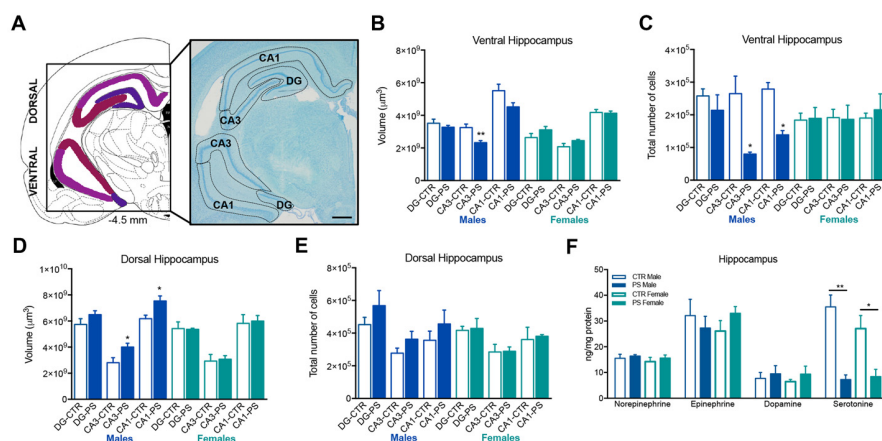 A
DORSAL
VENTRAL
-4.5 mm
CA1
DG
CA3
CA3
CA1
DG
B
Ventral Hippocampus
Volume (μm³)
8×10⁹
6×10⁹
4×10⁹
2×10⁹
0
**
DG-CTR
DG-PS
CA3-CTR
CA3-PS
CA1-CTR
CA1-PS
DG-CTR
DG-PS
CA3-CTR
CA3-PS
CA1-CTR
CA1-PS
Males
Females
C
Ventral Hippocampus
Total number of cells
4×10⁵
3×10⁵
2×10⁵
1×10⁵
0
*
*
DG-CTR
DG-PS
CA3-CTR
CA3-PS
CA1-CTR
CA1-PS
DG-CTR
DG-PS
CA3-CTR
CA3-PS
CA1-CTR
CA1-PS
Males
Females
D
Dorsal Hippocampus
Volume (μm³)
1×10¹⁰
8×10⁹
6×10⁹
4×10⁹
2×10⁹
0
*
*
DG-CTR
DG-PS
CA3-CTR
CA3-PS
CA1-CTR
CA1-PS
DG-CTR
DG-PS
CA3-CTR
CA3-PS
CA1-CTR
CA1-PS
Males
Females
E
Dorsal Hippocampus
Total number of cells
8×10⁵
6×10⁵
4×10⁵
2×10⁵
0
DG-CTR
DG-PS
CA3-CTR
CA3-PS
CA1-CTR
CA1-PS
DG-CTR
DG-PS
CA3-CTR
CA3-PS
CA1-CTR
CA1-PS
Males
Females
F
Hippocampus
ng/mg protein
50
40
30
20
10
0
CTR Male
PS Male
CTR Female
PS Female
**
*
Norepinephrine
Epinephrine
Dopamine
Serotonine